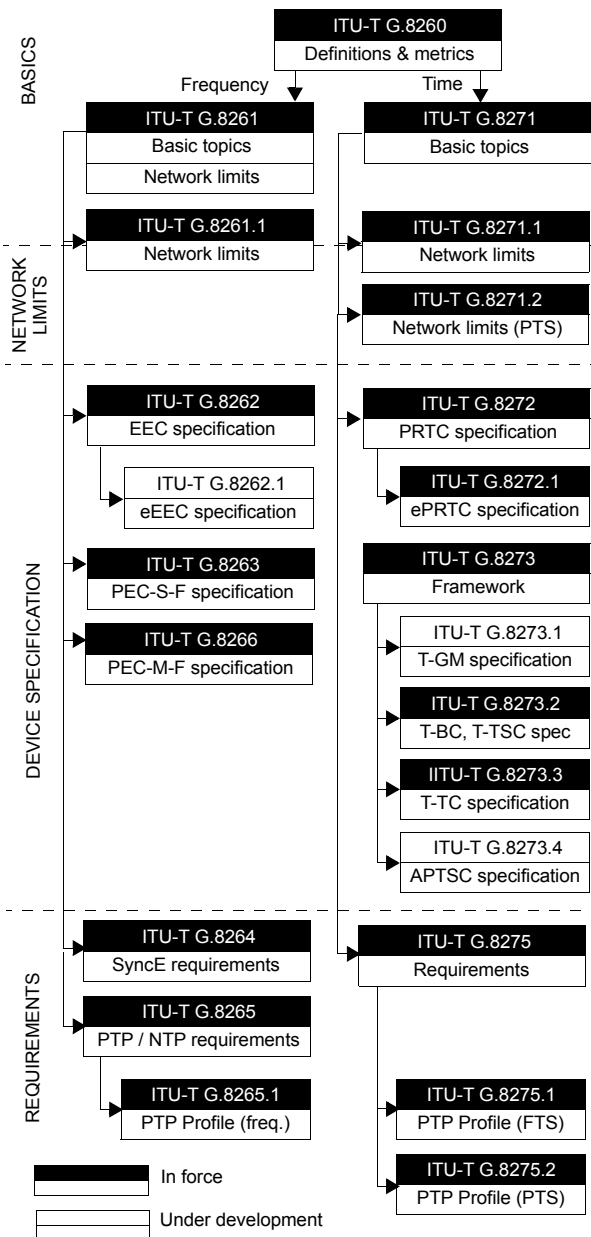 BASICS
ITU-T G.8260
Definitions & metrics
Frequency
Time
ITU-T G.8261
Basic topics
Network limits
ITU-T G.8271
Basic topics
NETWORK
LIMITS
ITU-T G.8261.1
Network limits
ITU-T G.8271.1
Network limits
ITU-T G.8271.2
Network limits (PTS)
DEVICE SPECIFICATION
ITU-T G.8262
EEC specification
ITU-T G.8262.1
eEEC specification
ITU-T G.8263
PEC-S-F specification
ITU-T G.8266
PEC-M-F specification
ITU-T G.8272
PRTC specification
ITU-T G.8272.1
ePRTC specification
ITU-T G.8273
Framework
ITU-T G.8273.1
T-GM specification
ITU-T G.8273.2
T-BC, T-TSC spec
IITU-T G.8273.3
T-TC specification
ITU-T G.8273.4
APTSC specification
REQUIREMENTS
ITU-T G.8264
SyncE requirements
ITU-T G.8265
PTP / NTP requirements
ITU-T G.8265.1
PTP Profile (freq.)
ITU-T G.8275
Requirements
ITU-T G.8275.1
PTP Profile (FTS)
ITU-T G.8275.2
PTP Profile (PTS)
In force
Under development